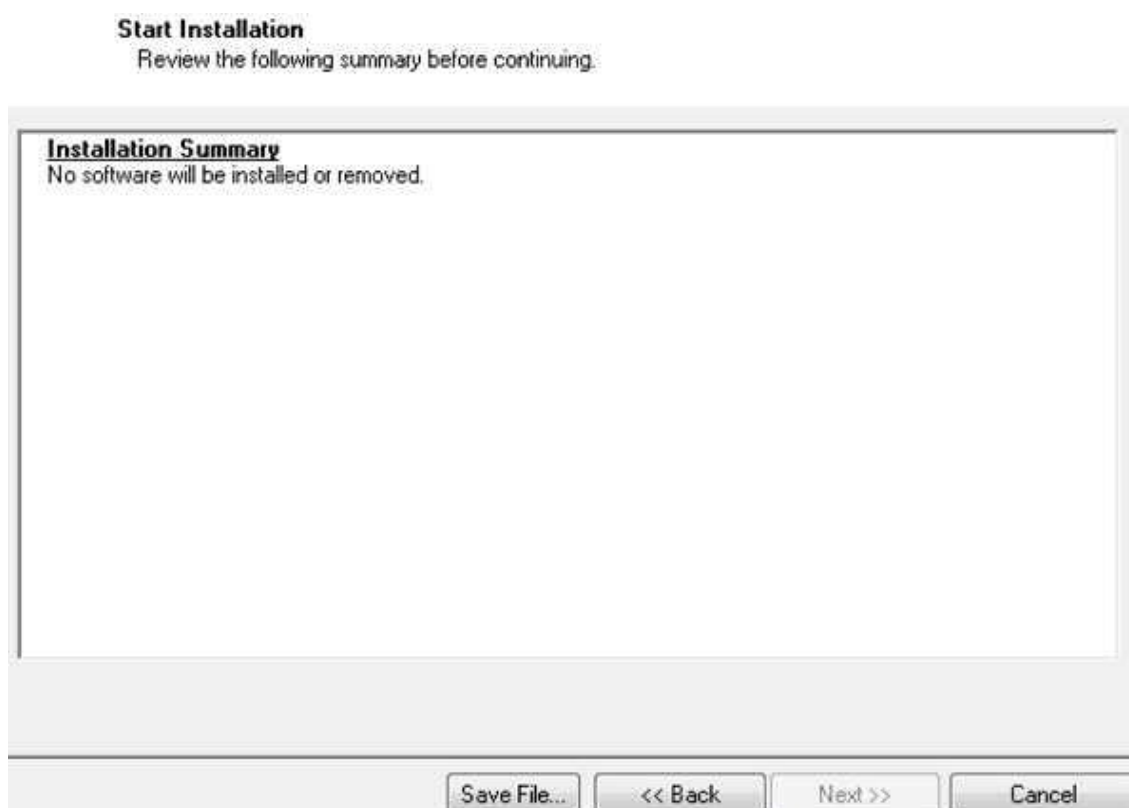 Start Installation
Review the following summary before continuing.
Installation Summary
No software will be installed or removed.
Save File... << Back Next >> Cancel